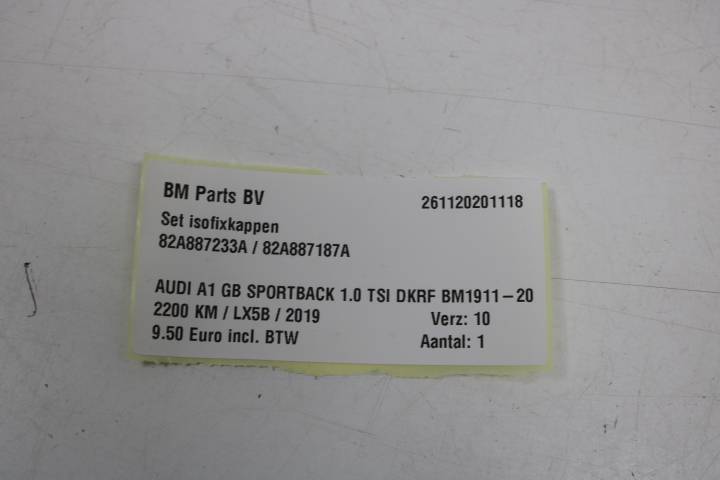 BM Parts BV 261120201118
Set isofixkappen
82A887233A / 82A887187A
AUDI A1 GB SPORTBACK 1.0 TSI DKRF BM1911-20
2200 KM / LX5B / 2019 Verz: 10
9.50 Euro incl. BTW Aantal: 1